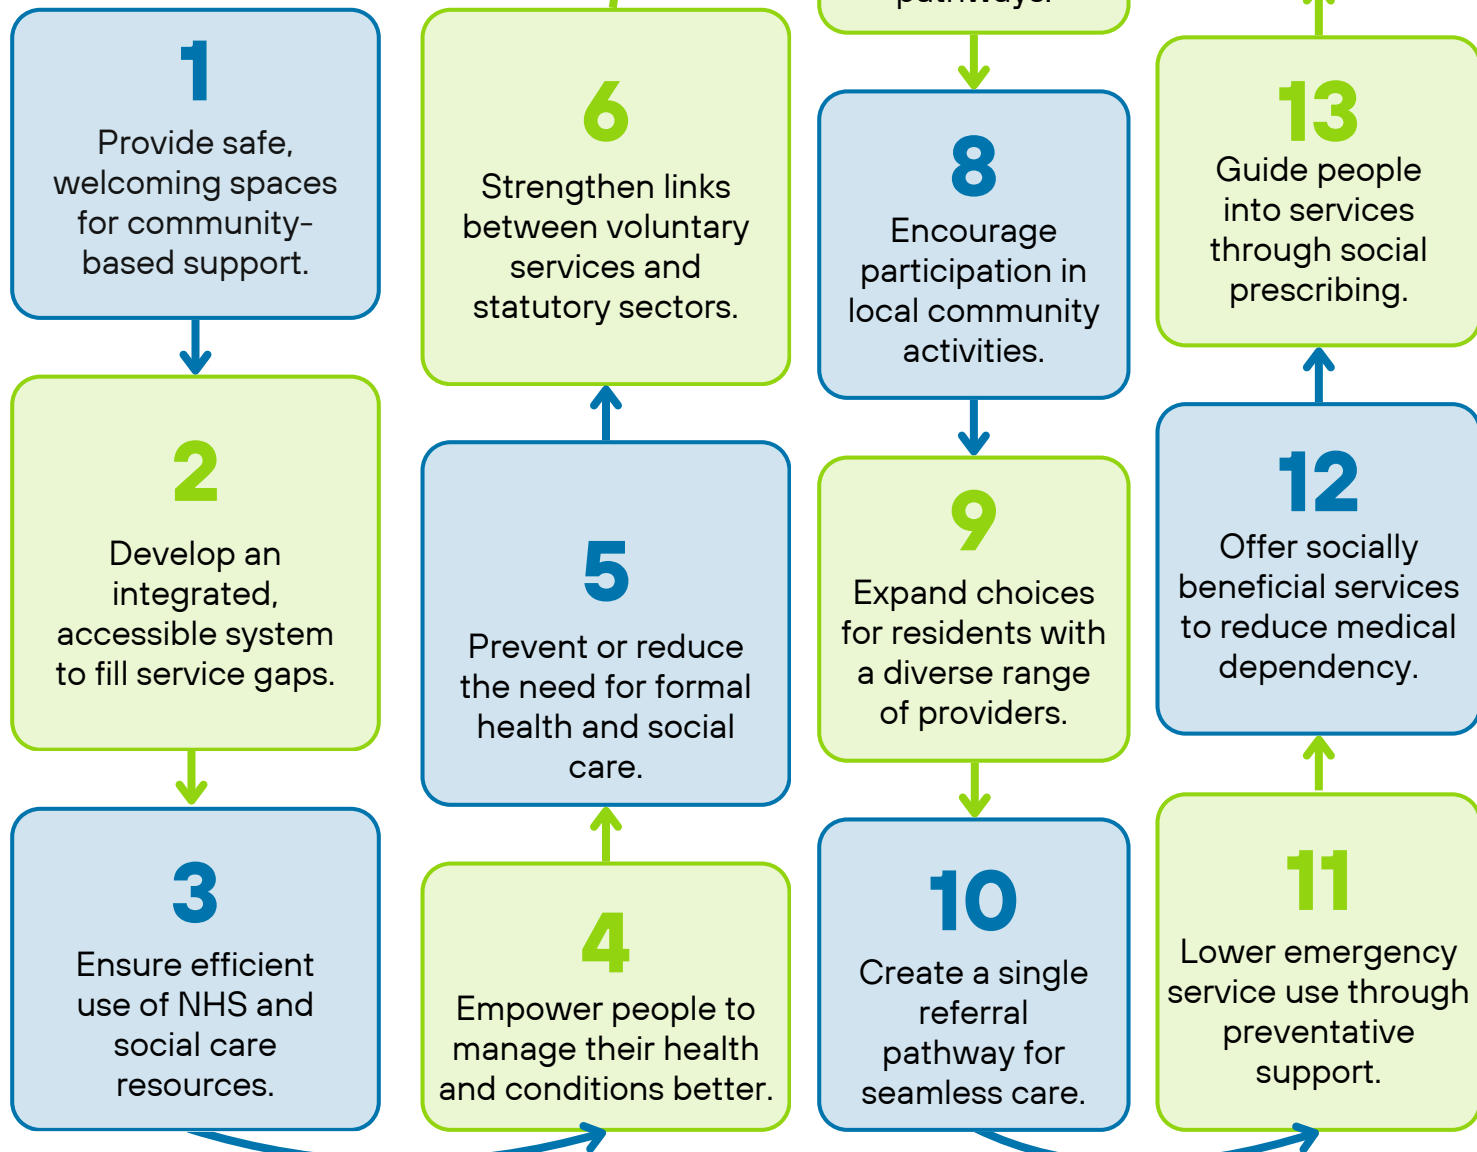 1
Provide safe,
welcoming spaces
for community-
based support.
2
Develop an
integrated,
accessible system
to fill service gaps.
3
Ensure efficient
use of NHS and
social care
resources.
4
Empower people to
manage their health
and conditions better.
5
Prevent or reduce
the need for formal
health and social
care.
6
Strengthen links
between voluntary
services and
statutory sectors.
pathways.
8
Encourage
participation in
local community
activities.
9
Expand choices
for residents with
a diverse range
of providers.
10
Create a single
referral
pathway for
seamless care.
11
Lower emergency
service use through
preventative
support.
12
Offer socially
beneficial services
to reduce medical
dependency.
13
Guide people
into services
through social
prescribing.